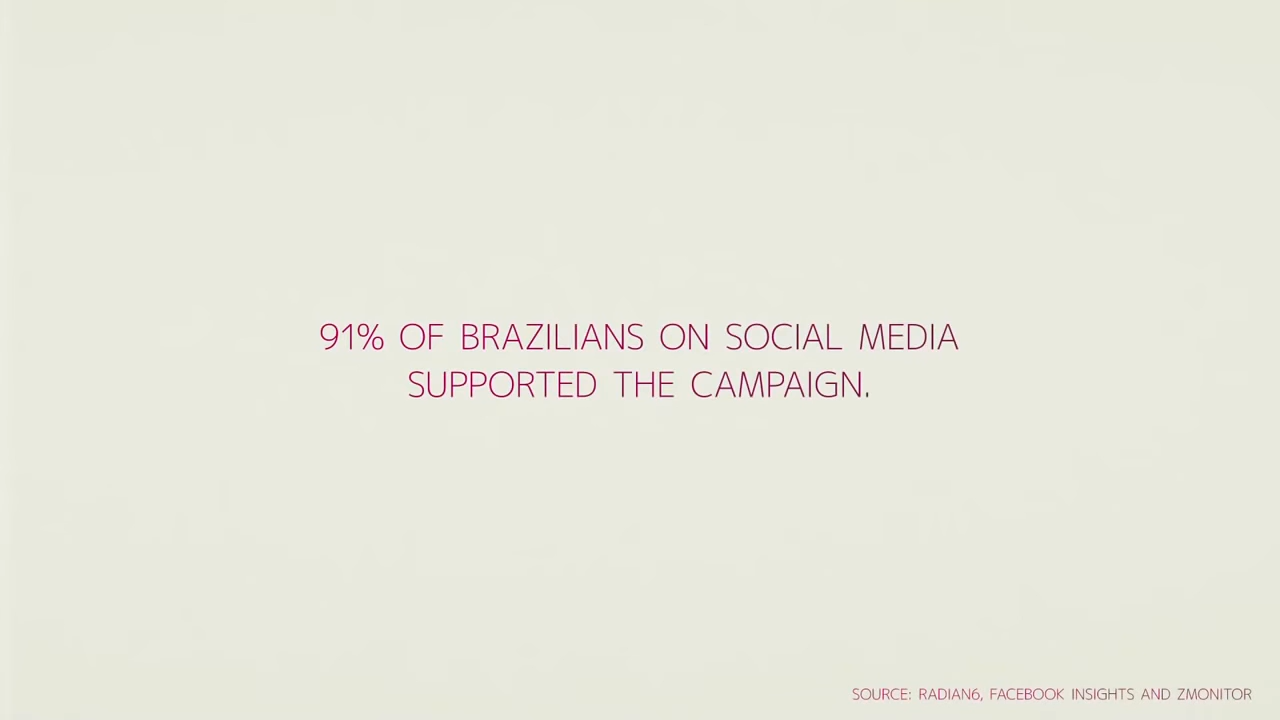 91% OF BRAZILIANS ON SOCIAL MEDIA
SUPPORTED THE CAMPAIGN.
SOURCE: RADIAN6, FACEBOOK INSIGHTS AND ZMONITOR